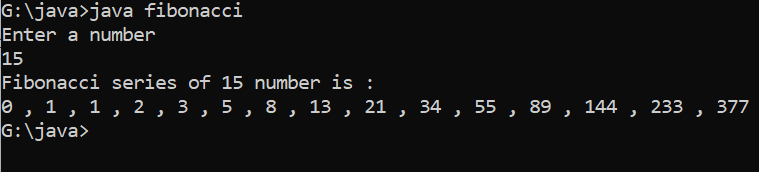 G:\java>java fibonacci
Enter a number
15
Fibonacci series of 15 number is :
0 , 1 , 1 , 2 , 3 , 5 , 8 , 13 , 21 , 34 , 55 , 89 , 144 , 233 , 377
G:\java>